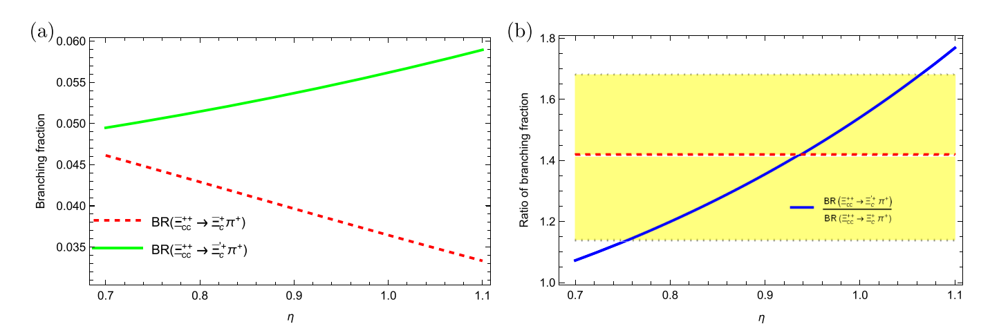 (a)
0.060
0.055
0.050
0.045
0.040
0.035
Branching fraction
BR(Ξcc++ → Ξc+ π+)
BR(Ξcc++ → Ξc'+ π+)
0.7 0.8 0.9 1.0 1.1
η
(b)
1.8
1.6
1.4
1.2
1.0
Ratio of branching fraction
BR (Ξcc++ → Ξc'+ π+)
BR (Ξcc++ → Ξc+ π+)
0.7 0.8 0.9 1.0 1.1
η